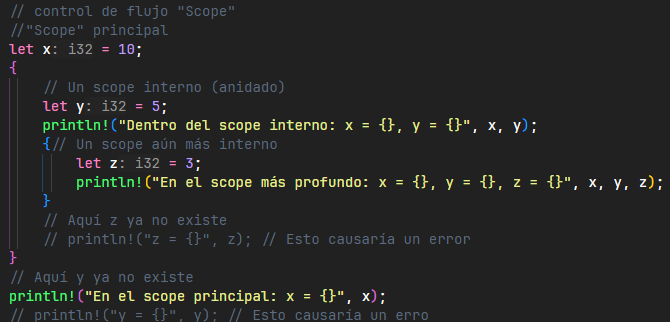 // control de flujo "Scope"
//"Scope" principal
let x: i32 = 10;
{
// Un scope interno (anidado)
let y: i32 = 5;
println!("Dentro del scope interno: x = {}, y = {}", x, y);
{// Un scope aún más interno
let z: i32 = 3;
println!("En el scope más profundo: x = {}, y = {}, z = {}", x, y, z);
}
// Aquí z ya no existe
// println!("z = {}", z); // Esto causaría un error
}
// Aquí y ya no existe
println!("En el scope principal: x = {}", x);
// println!("y = {}", y); // Esto causaria un erro